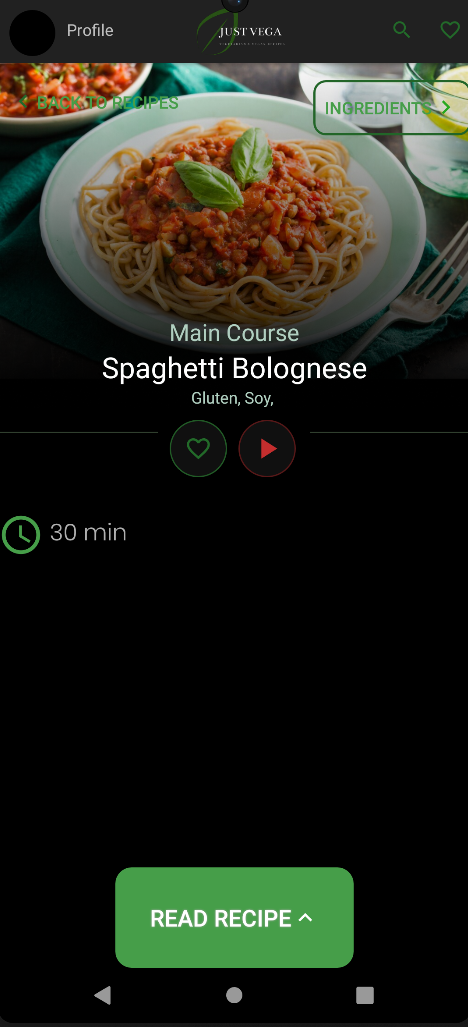 Profile
JUST VEGA
BACK TO RECIPES
INGREDIENTS
Main Course
Spaghetti Bolognese
Gluten, Soy,
30 min
READ RECIPE